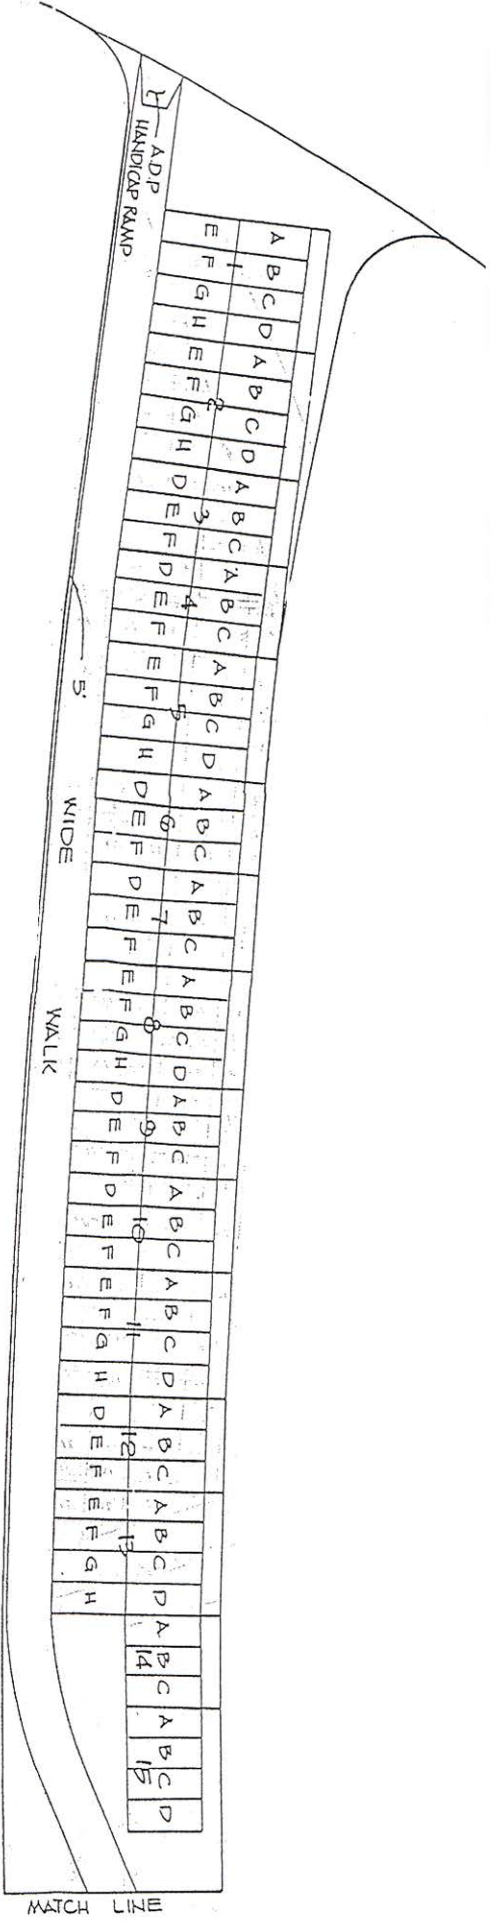 A B C D A B C D A B C A B C A B C D A B C A B C A B C D A B C A B C A B C D A B C A B C D A B C A B C D
1 2 3 4 5 6 7 8 9 10 11 12 13 14 15
E F G H E F G H D E F D E F E F G H D E F D E F E F G H D E F D E F E F G H D E F E F G H
A.D.P
HANDICAP RAMP
5' WIDE WALK
MATCH LINE